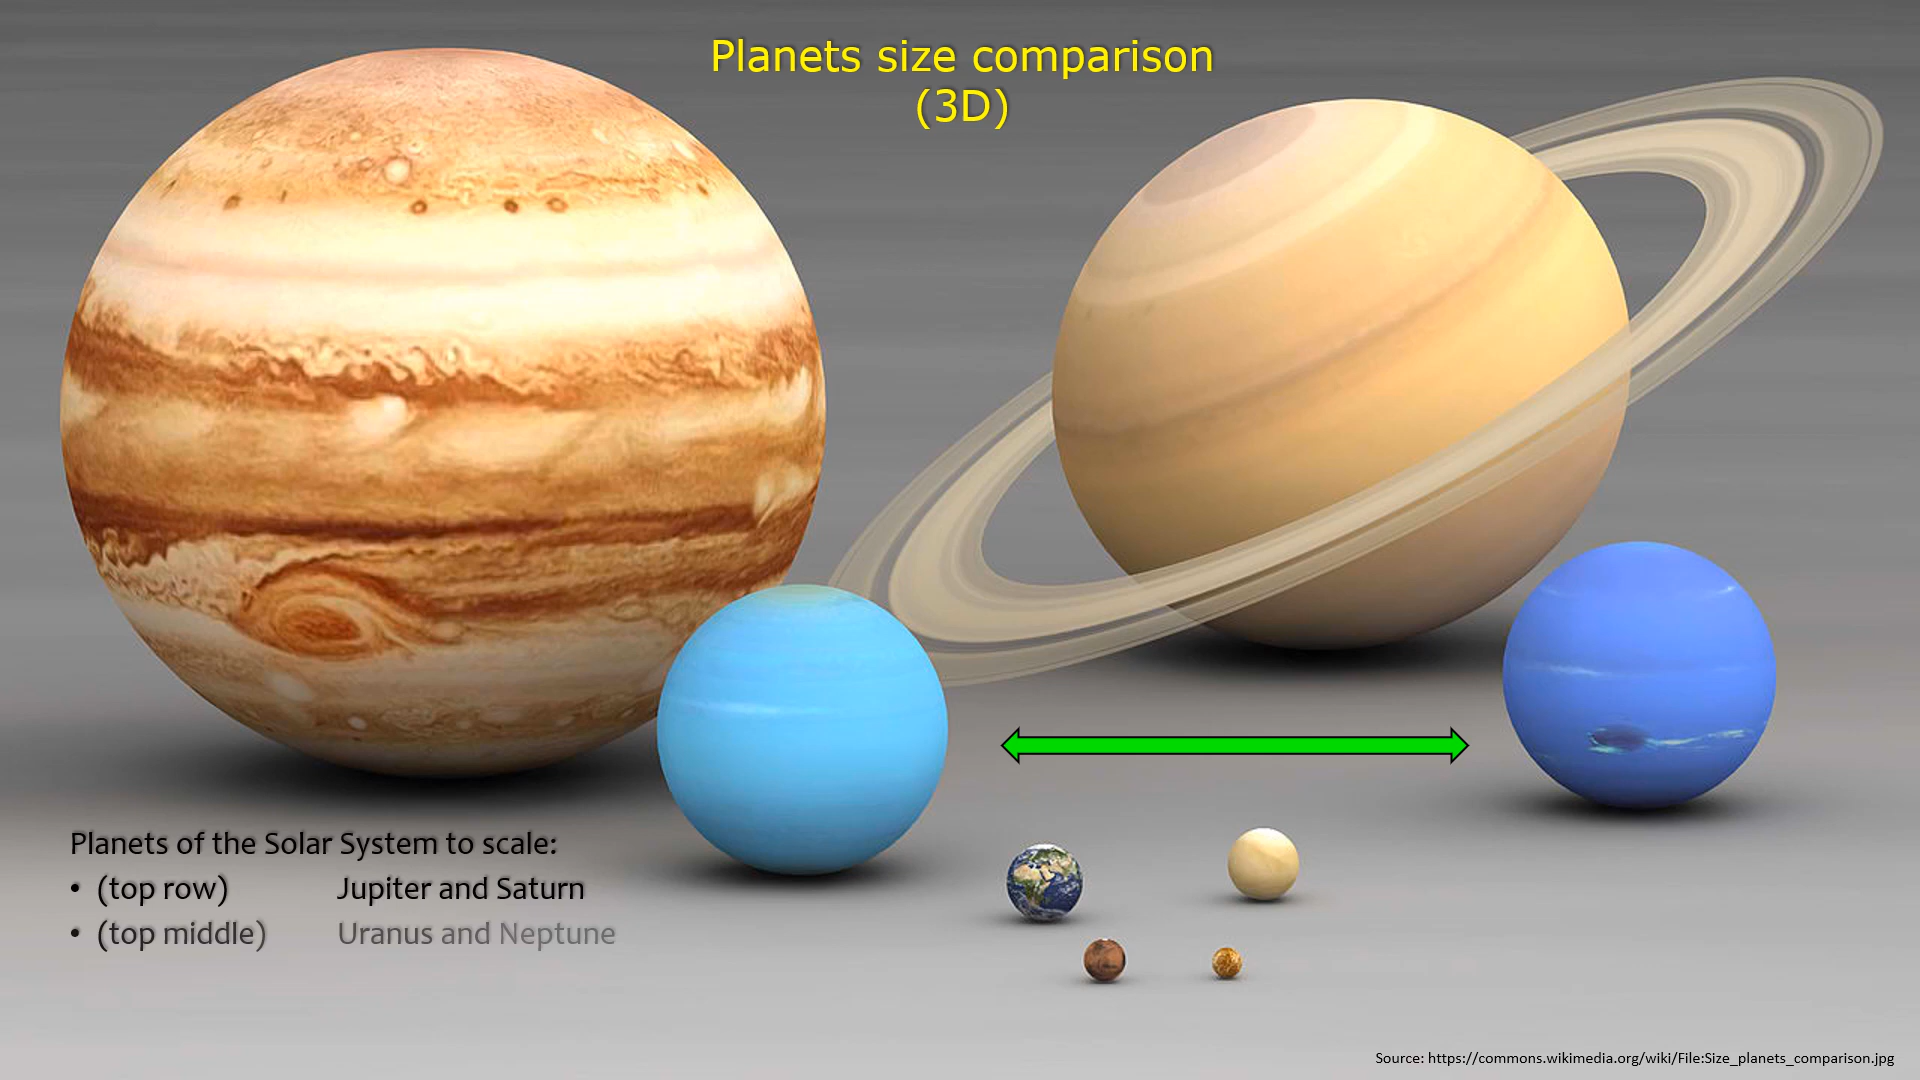 Planets size comparison
(3D)
Planets of the Solar System to scale:
• (top row) Jupiter and Saturn
• (top middle) Uranus and Neptune
Source: https://commons.wikimedia.org/wiki/File:Size_planets_comparison.jpg